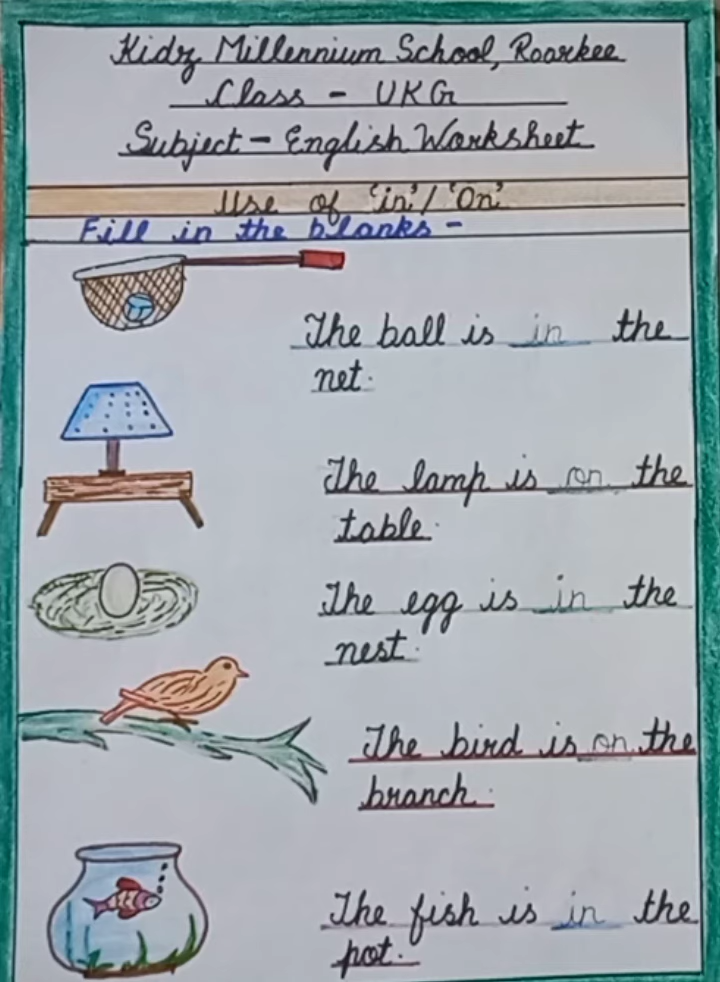 Kidz Millennium School, Roarkee
Class - UKG
Subject - English Worksheet
Use of 'in' / 'On'
Fill in the blanks -
The ball is in the
net.
The lamp is on the
table.
The egg is in the
nest.
The bird is on the
branch.
The fish is in the
pot.